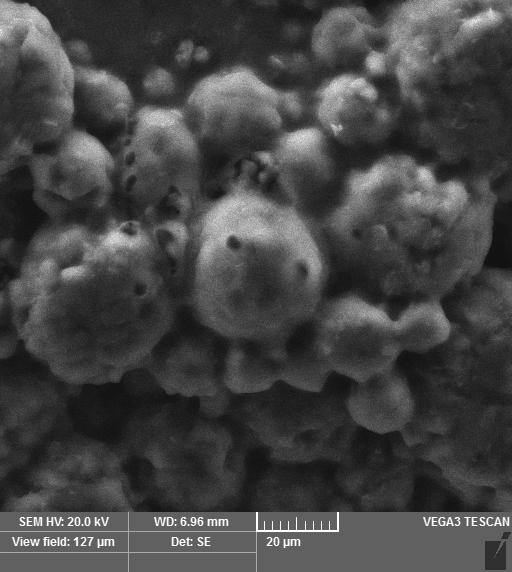 SEM HV: 20.0 kV WD: 6.96 mm VEGA3 TESCAN
View field: 127 µm Det: SE 20 µm